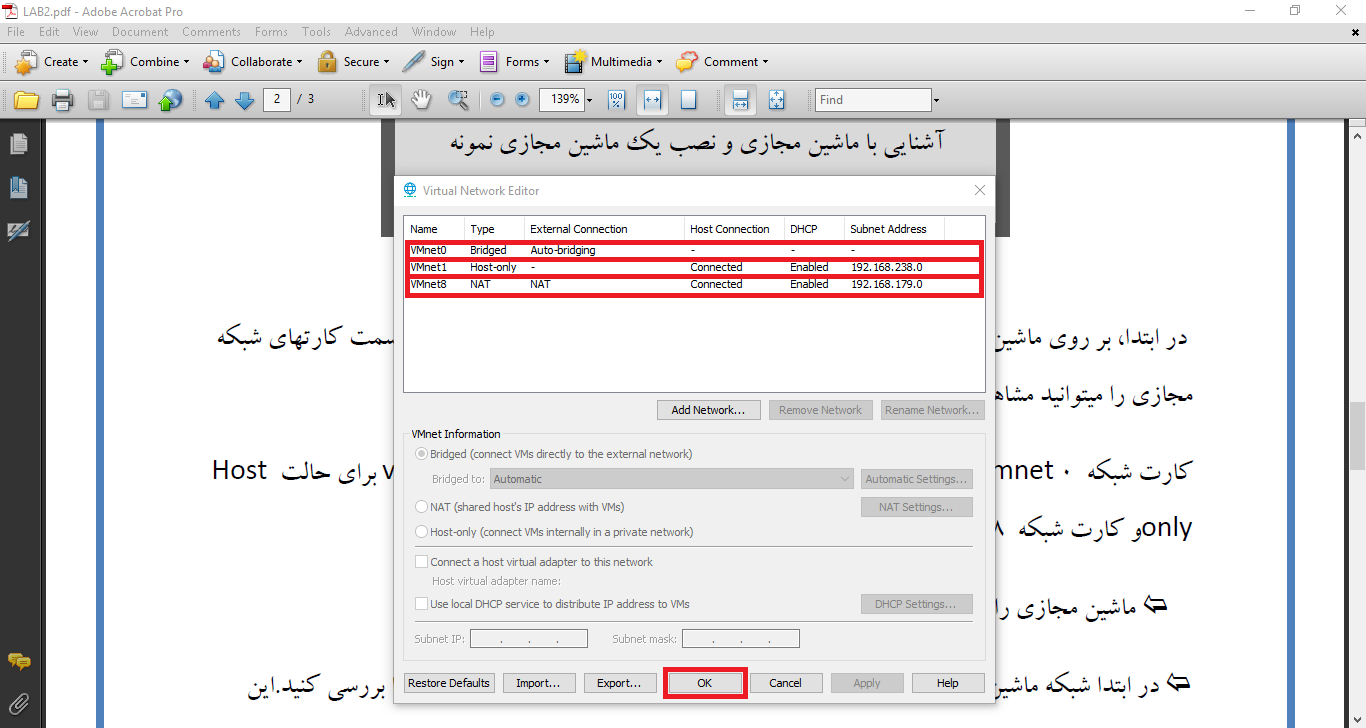 LAB2.pdf - Adobe Acrobat Pro
File Edit View Document Comments Forms Tools Advanced Window Help
Create Combine Collaborate Secure Sign Forms Multimedia Comment
2 / 3 139% 100% Find
آشنایی با ماشین مجازی و نصب یک ماشین مجازی نمونه
Virtual Network Editor
Name Type External Connection Host Connection DHCP Subnet Address
VMnet0 Bridged Auto-bridging - - -
VMnet1 Host-only - Connected Enabled 192.168.238.0
VMnet8 NAT NAT Connected Enabled 192.168.179.0
در ابتدا، بر روی ماشین
سمت کارتهای شبکه
مجازی را میتوانید
Add Network... Remove Network Rename Network...
VMnet Information
Bridged (connect VMs directly to the external network)
Bridged to: Automatic Automatic Settings...
کارت شبکه mnet ۰
برای حالت Host
NAT (shared host's IP address with VMs) NAT Settings...
Host-only (connect VMs internally in a private network)
only و کارت شبکه ۸
Connect a host virtual adapter to this network
Host virtual adapter name:
Use local DHCP service to distribute IP address to VMs DHCP Settings...
ماشین مجازی را
Subnet IP: . . . Subnet mask: . . .
Restore Defaults Import... Export... OK Cancel Apply Help
در ابتدا شبکه ماشین
بررسی کنید.این